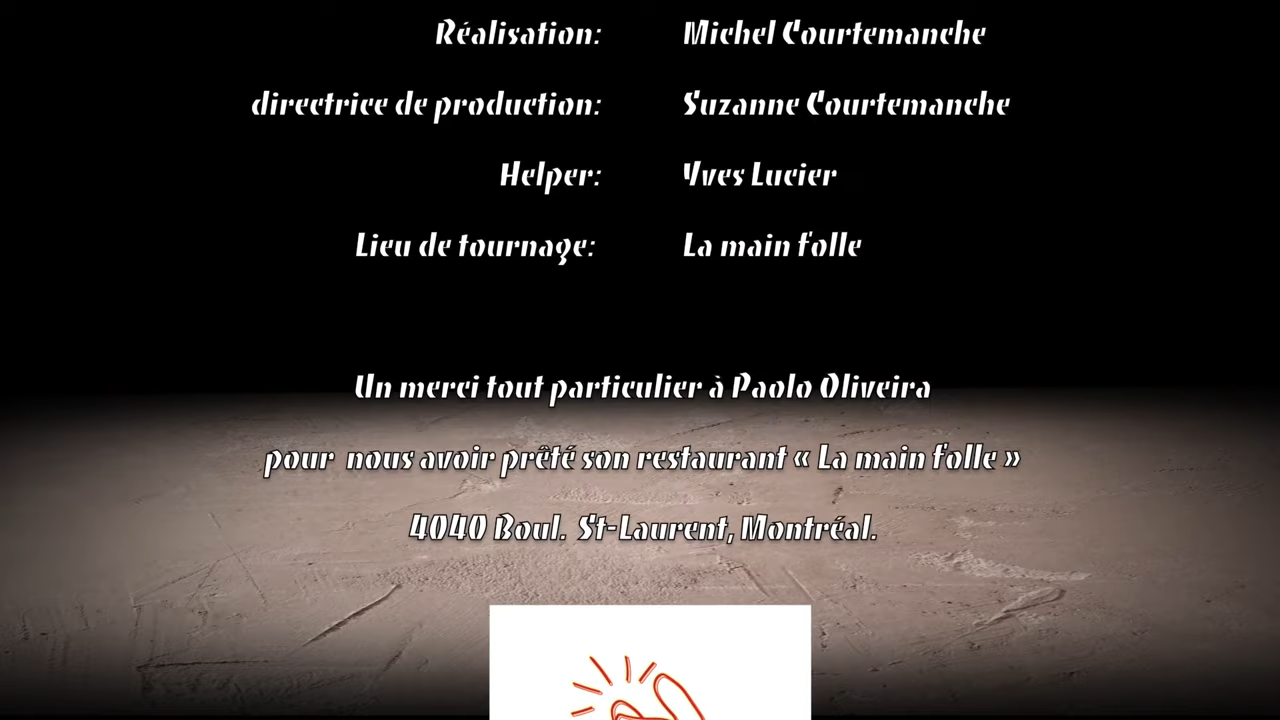 Réalisation: Michel Courtemanche
directrice de production: Suzanne Courtemanche
Helper: Yves Lucier
Lieu de tournage: La main folle
Un merci tout particulier à Paolo Oliveira
pour nous avoir prêté son restaurant « La main folle »
4040 Boul. St-Laurent, Montréal.